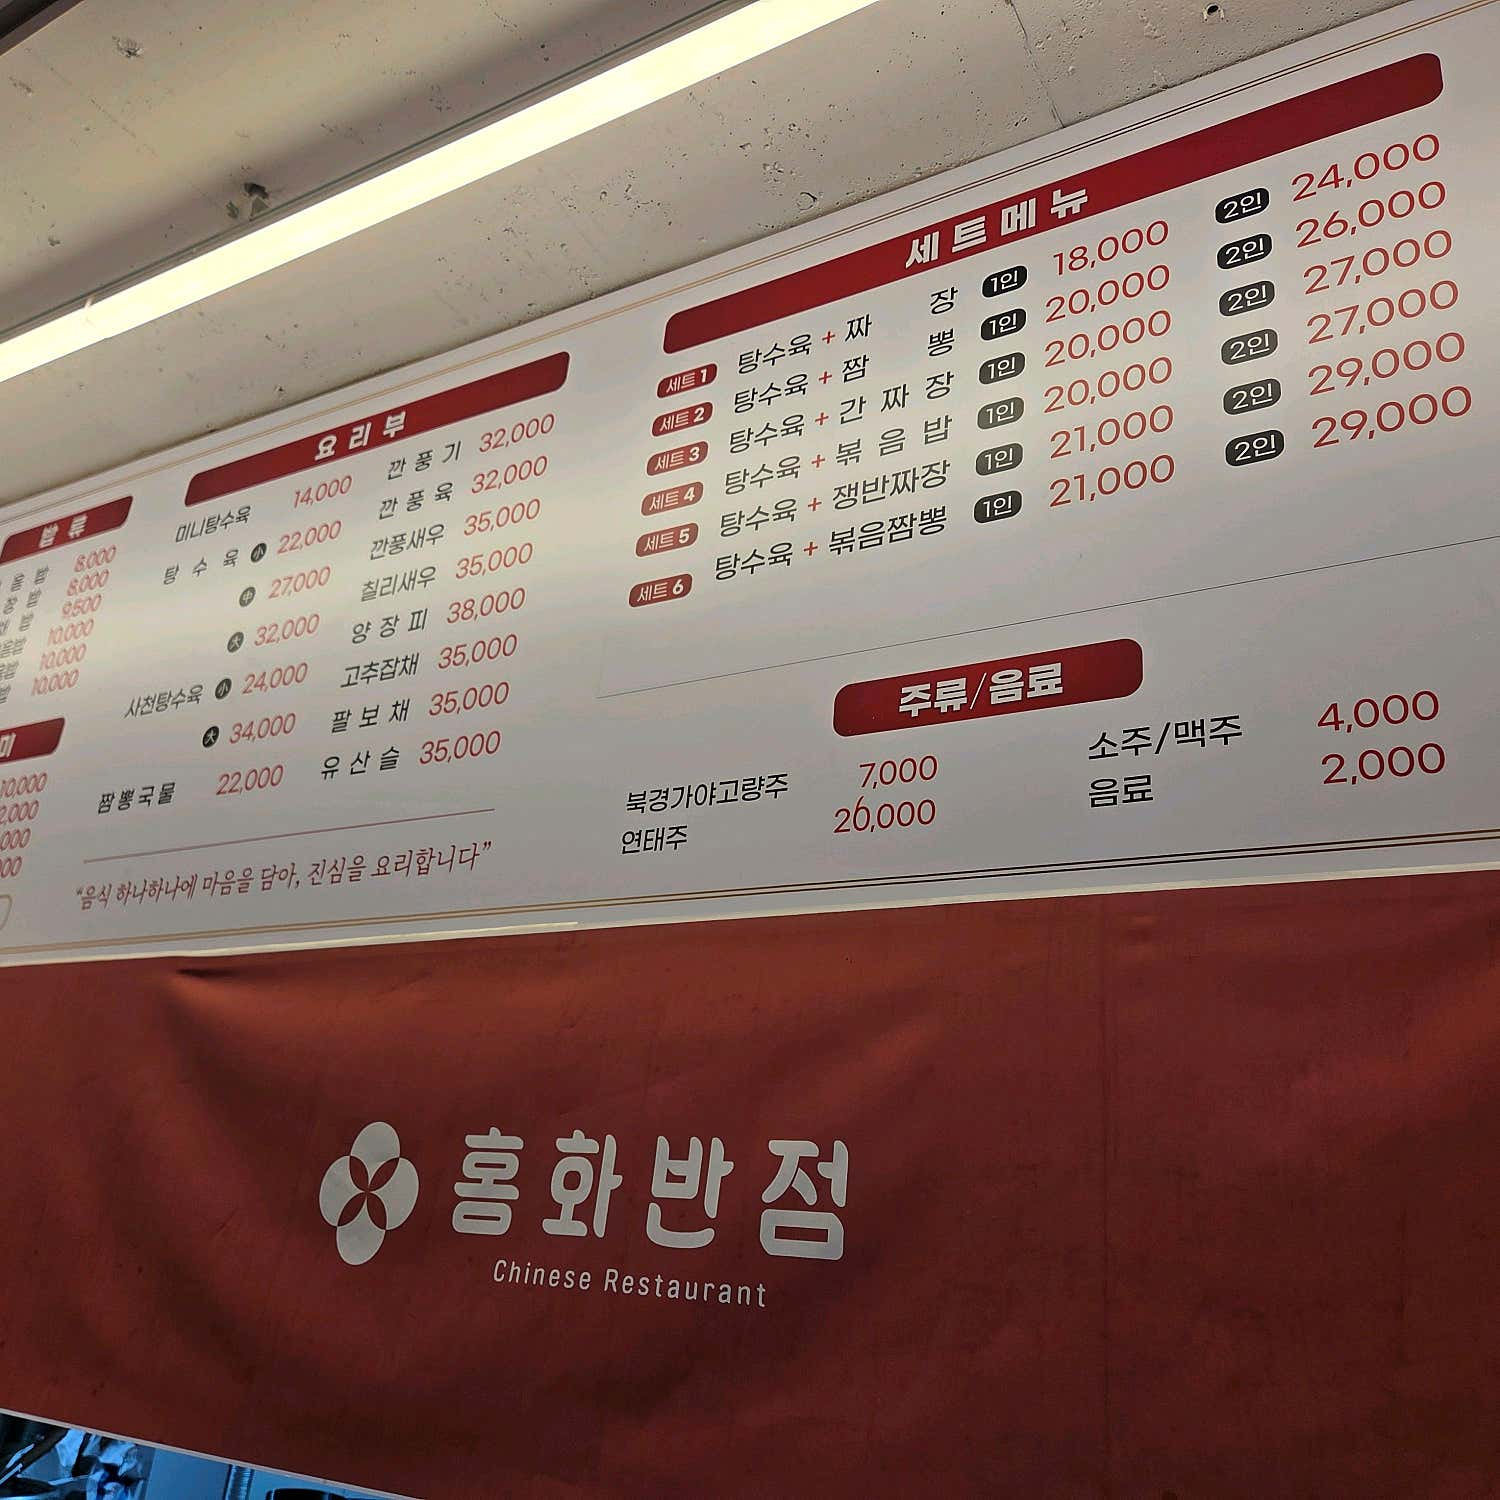 밥 류
8,000
8,000
9,500
10,000
10,000
10,000
미
10,000
요 리 부
미니탕수육 14,000
탕 수 육 小 22,000
中 27,000
大 32,000
사천탕수육 小 24,000
大 34,000
짬뽕국물 22,000
깐 풍 기 32,000
깐 풍 육 32,000
깐풍새우 35,000
칠리새우 35,000
양 장 피 38,000
고추잡채 35,000
팔 보 채 35,000
유 산 슬 35,000
“음식 하나하나에 마음을 담아, 진심을 요리합니다”
세 트 메 뉴
세트 1 탕수육 + 짜 장 1인 18,000 2인 24,000
세트 2 탕수육 + 짬 뽕 1인 20,000 2인 26,000
세트 3 탕수육 + 간 짜 장 1인 20,000 2인 27,000
세트 4 탕수육 + 볶 음 밥 1인 20,000 2인 27,000
세트 5 탕수육 + 쟁반짜장 1인 21,000 2인 29,000
세트 6 탕수육 + 볶음짬뽕 1인 21,000 2인 29,000
주류/음료
북경가야고량주 7,000
연태주 26,000
소주/맥주 4,000
음료 2,000
홍화반점
Chinese Restaurant